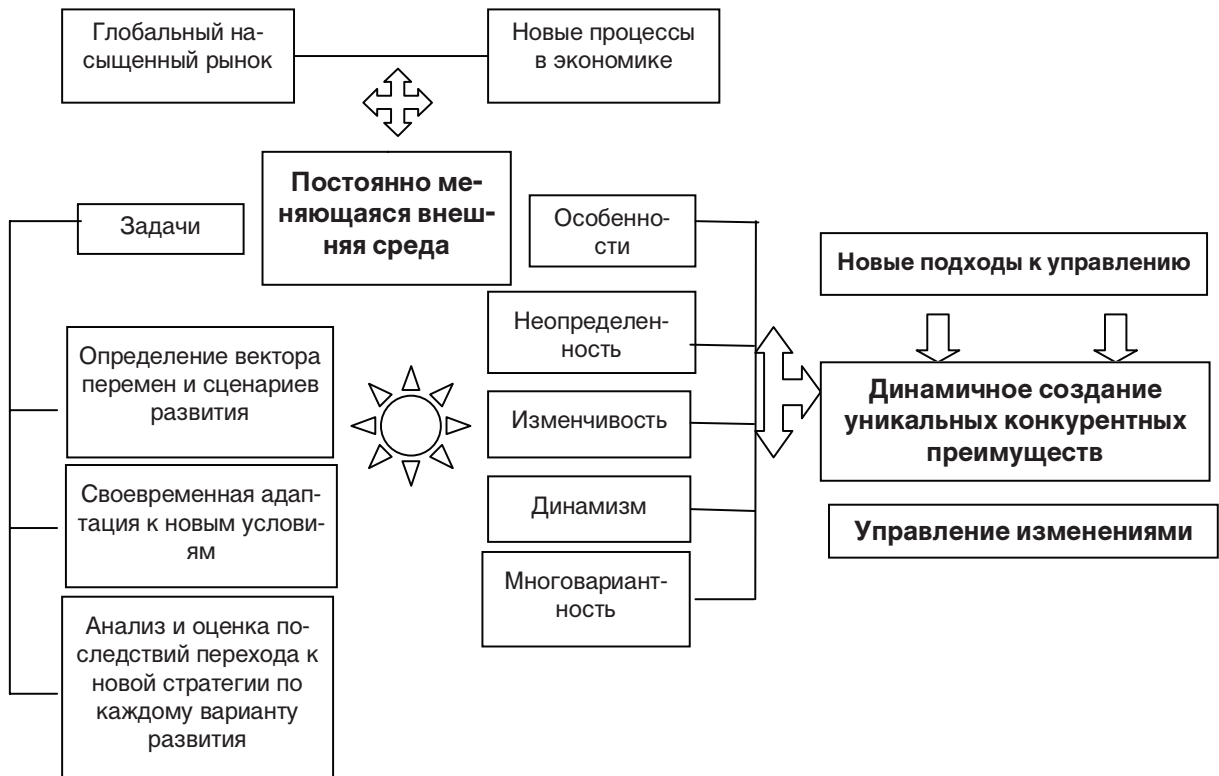 Глобальный на-
сыщенный рынок
Новые процессы
в экономике
Постоянно ме-
няющаяся внеш-
няя среда
Задачи
Определение вектора
перемен и сценариев
развития
Своевременная адап-
тация к новым услови-
ям
Анализ и оценка по-
следствий перехода к
новой стратегии по
каждому варианту
развития
Особенно-
сти
Неопределен-
ность
Изменчивость
Динамизм
Многовариант-
ность
Новые подходы к управлению
Динамичное создание
уникальных конкурентных
преимуществ
Управление изменениями